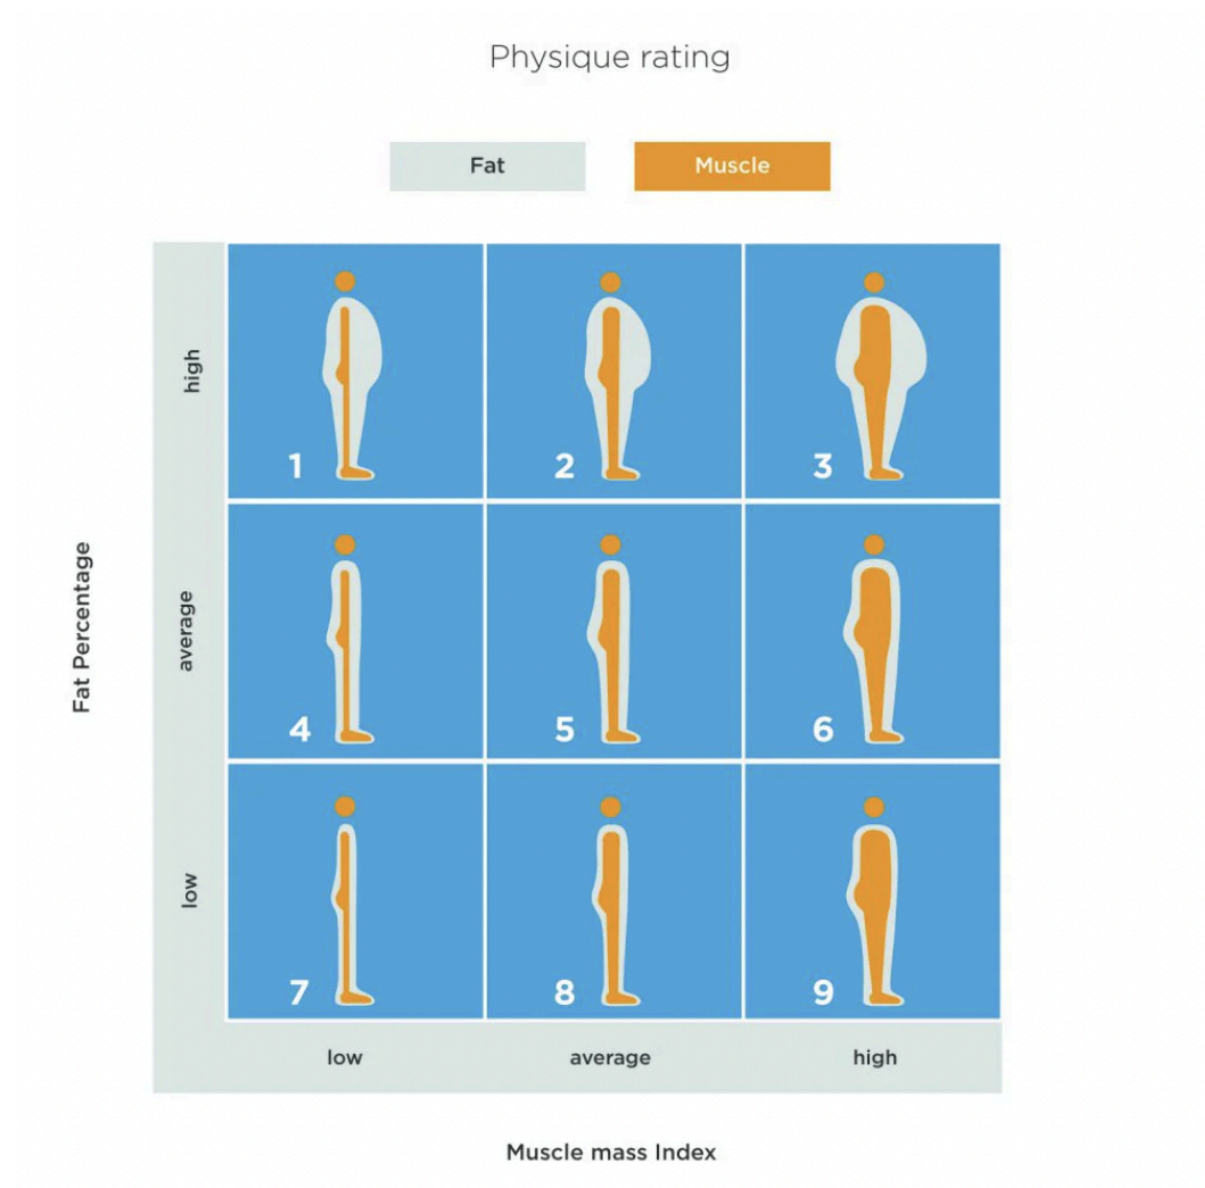 Physique rating
Fat
Muscle
high
1
2
3
Fat Percentage
average
4
5
6
low
7
8
9
low
average
high
Muscle mass Index